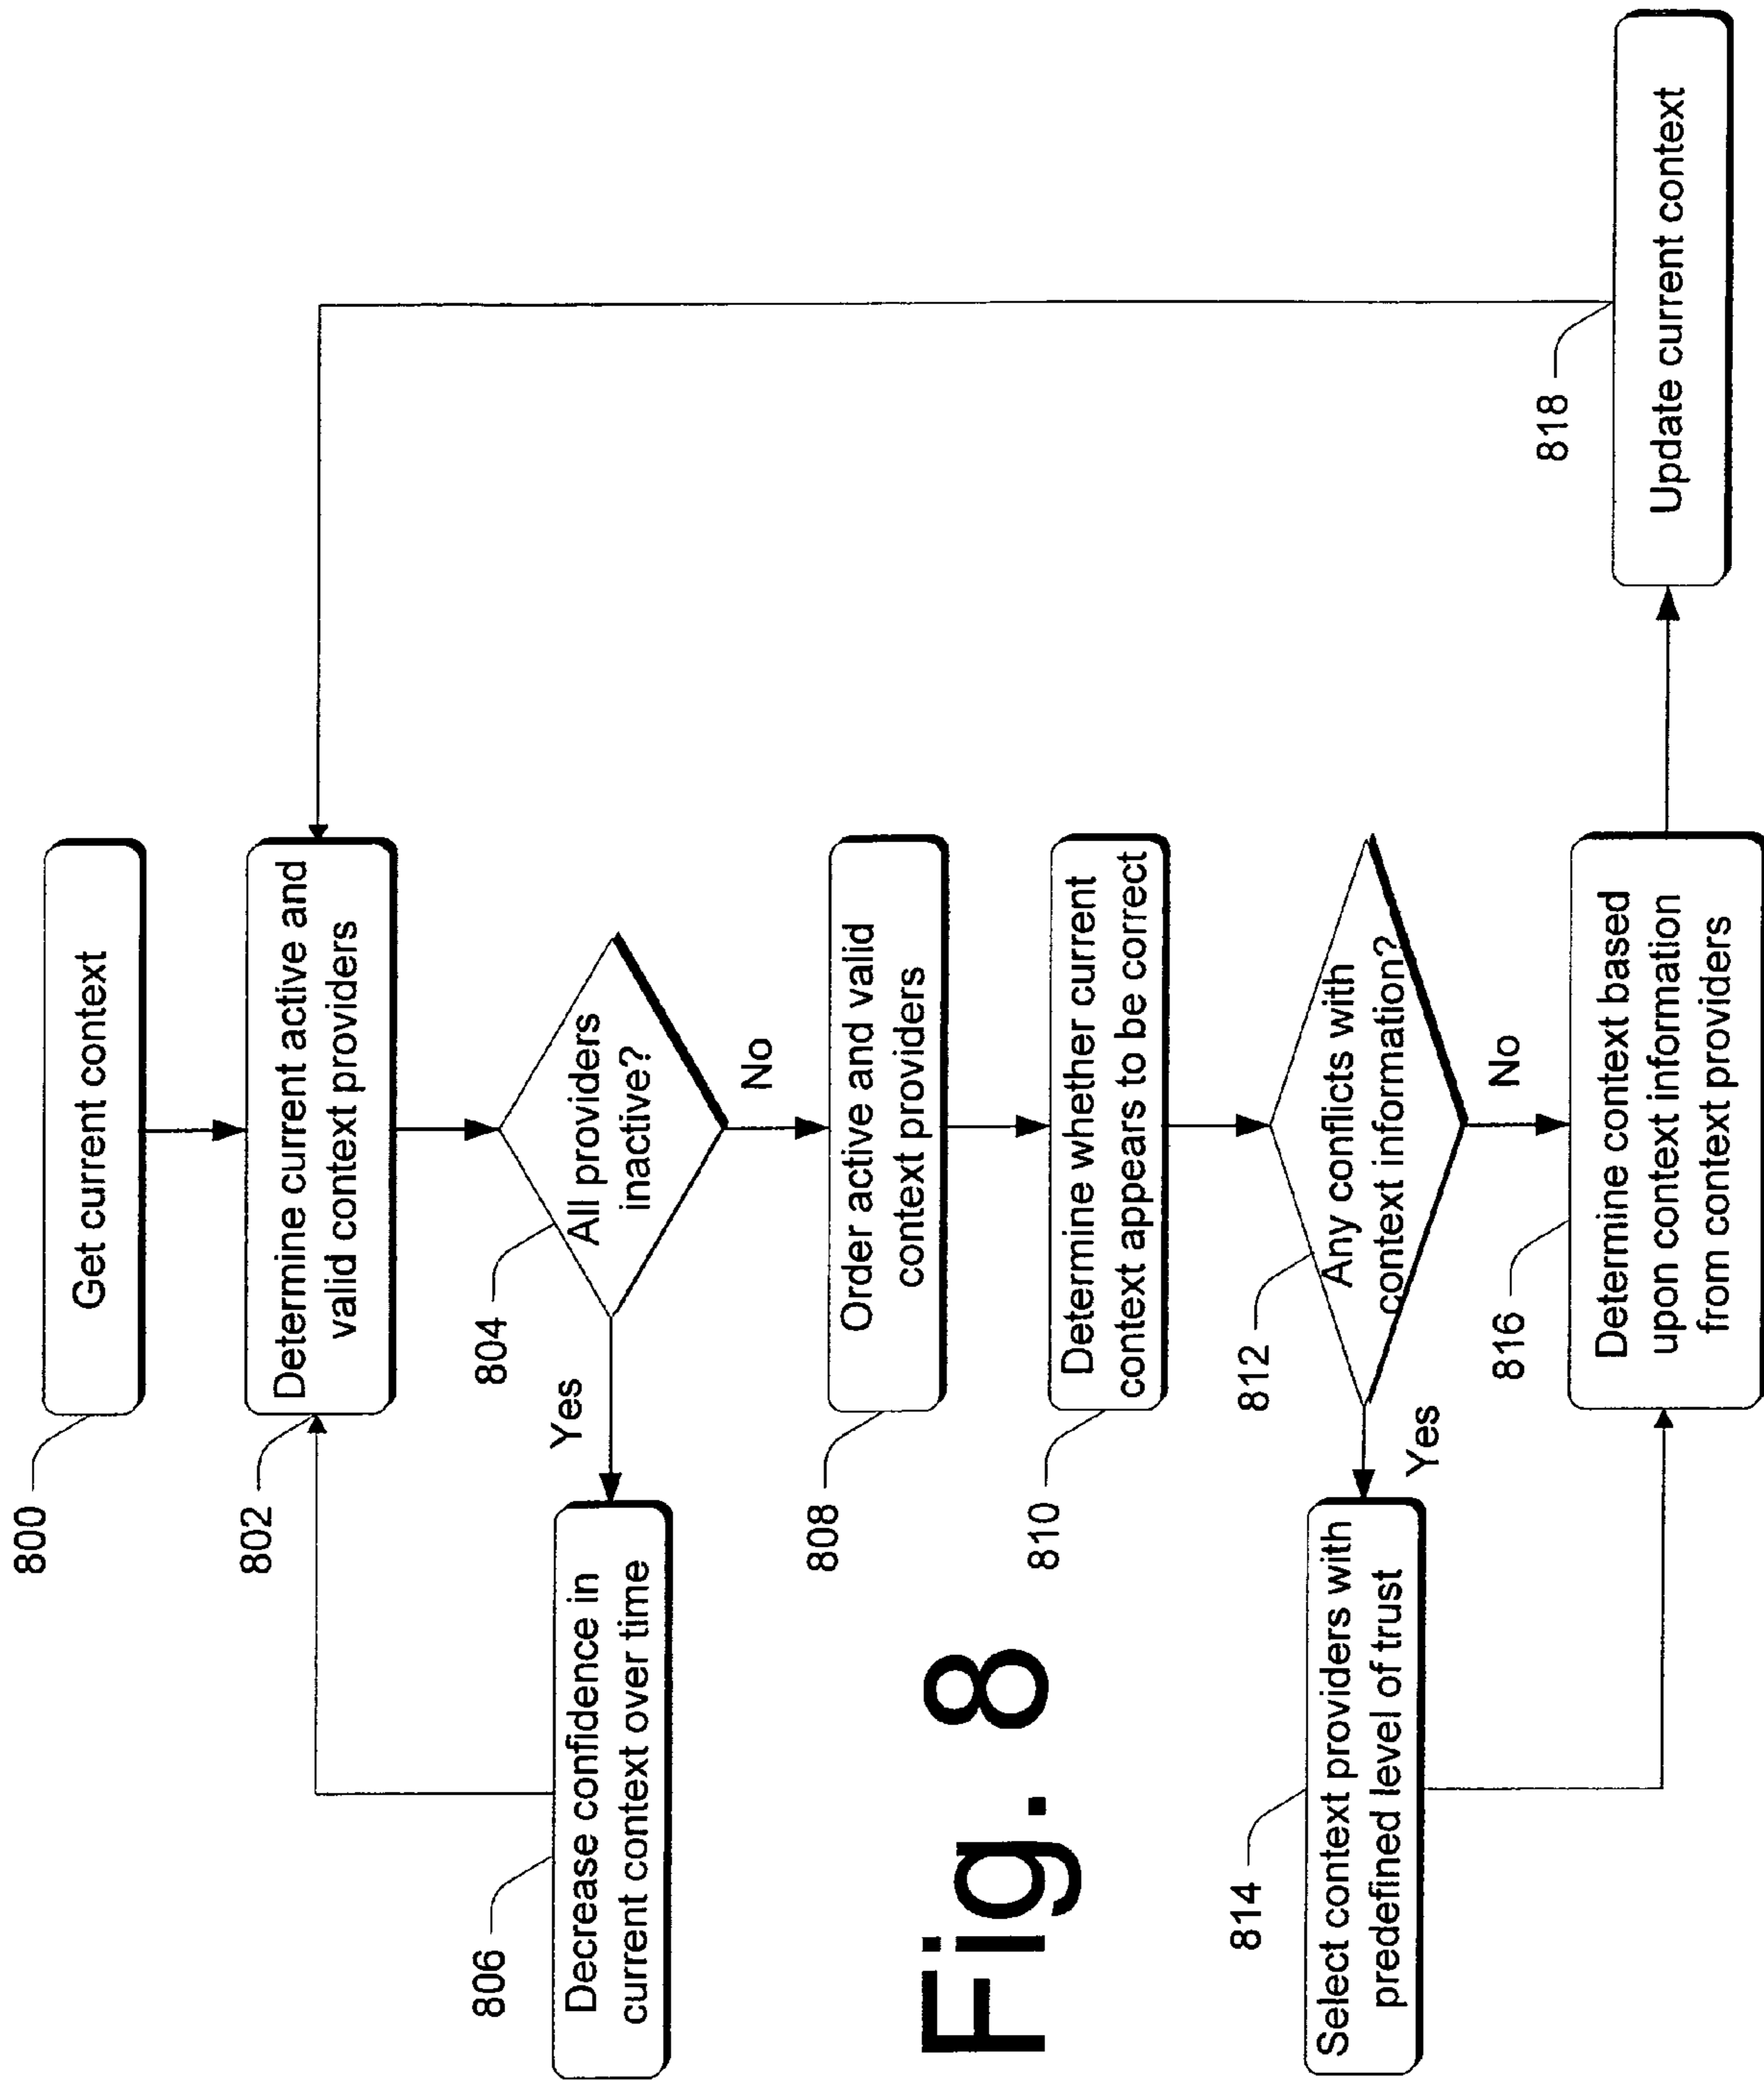 800
Get current context
802
Determine current active and
valid context providers
804
All providers
inactive?
Yes
No
806
Decrease confidence in
current context over time
808
Order active and valid
context providers
810
Determine whether current
context appears to be correct
812
Any conflicts with
context information?
Yes
No
814
Select context providers with
predefined level of trust
816
Determine context based
upon context information
from context providers
818
Update current context
Fig. 8